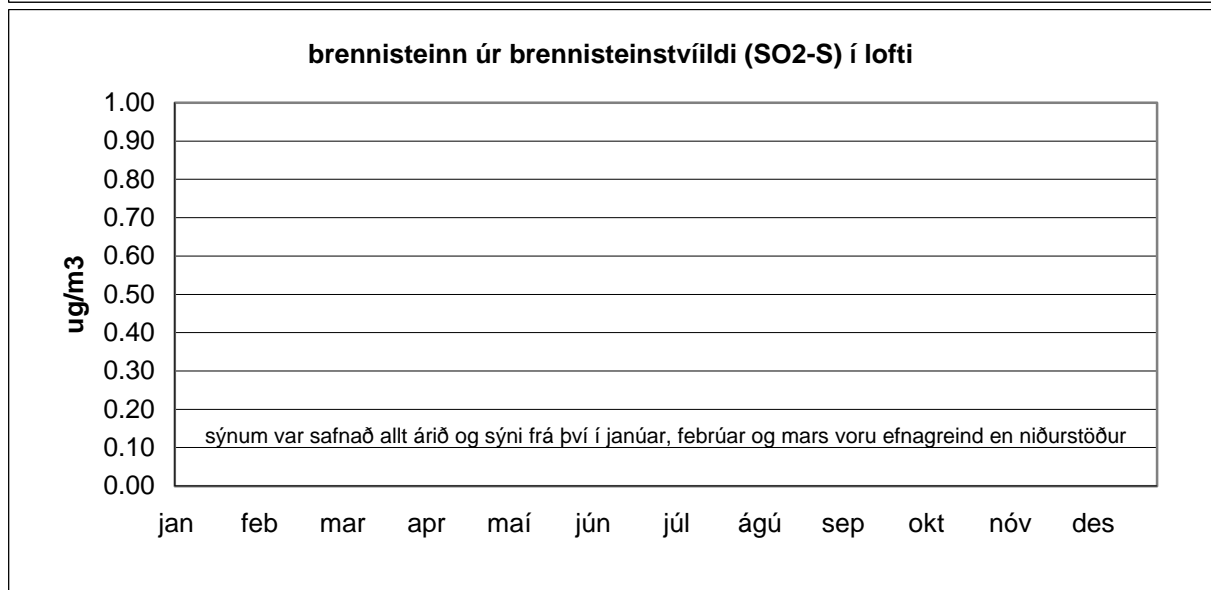 brennisteinn úr brennisteinstvíildi (SO2-S) í lofti
1.00
0.90
0.80
0.70
0.60
0.50
0.40
0.30
0.20
0.10
0.00
ug/m3
sýnum var safnað allt árið og sýni frá því í janúar, febrúar og mars voru efnagreind en niðurstöður
jan feb mar apr maí jún júl ágú sep okt nóv des